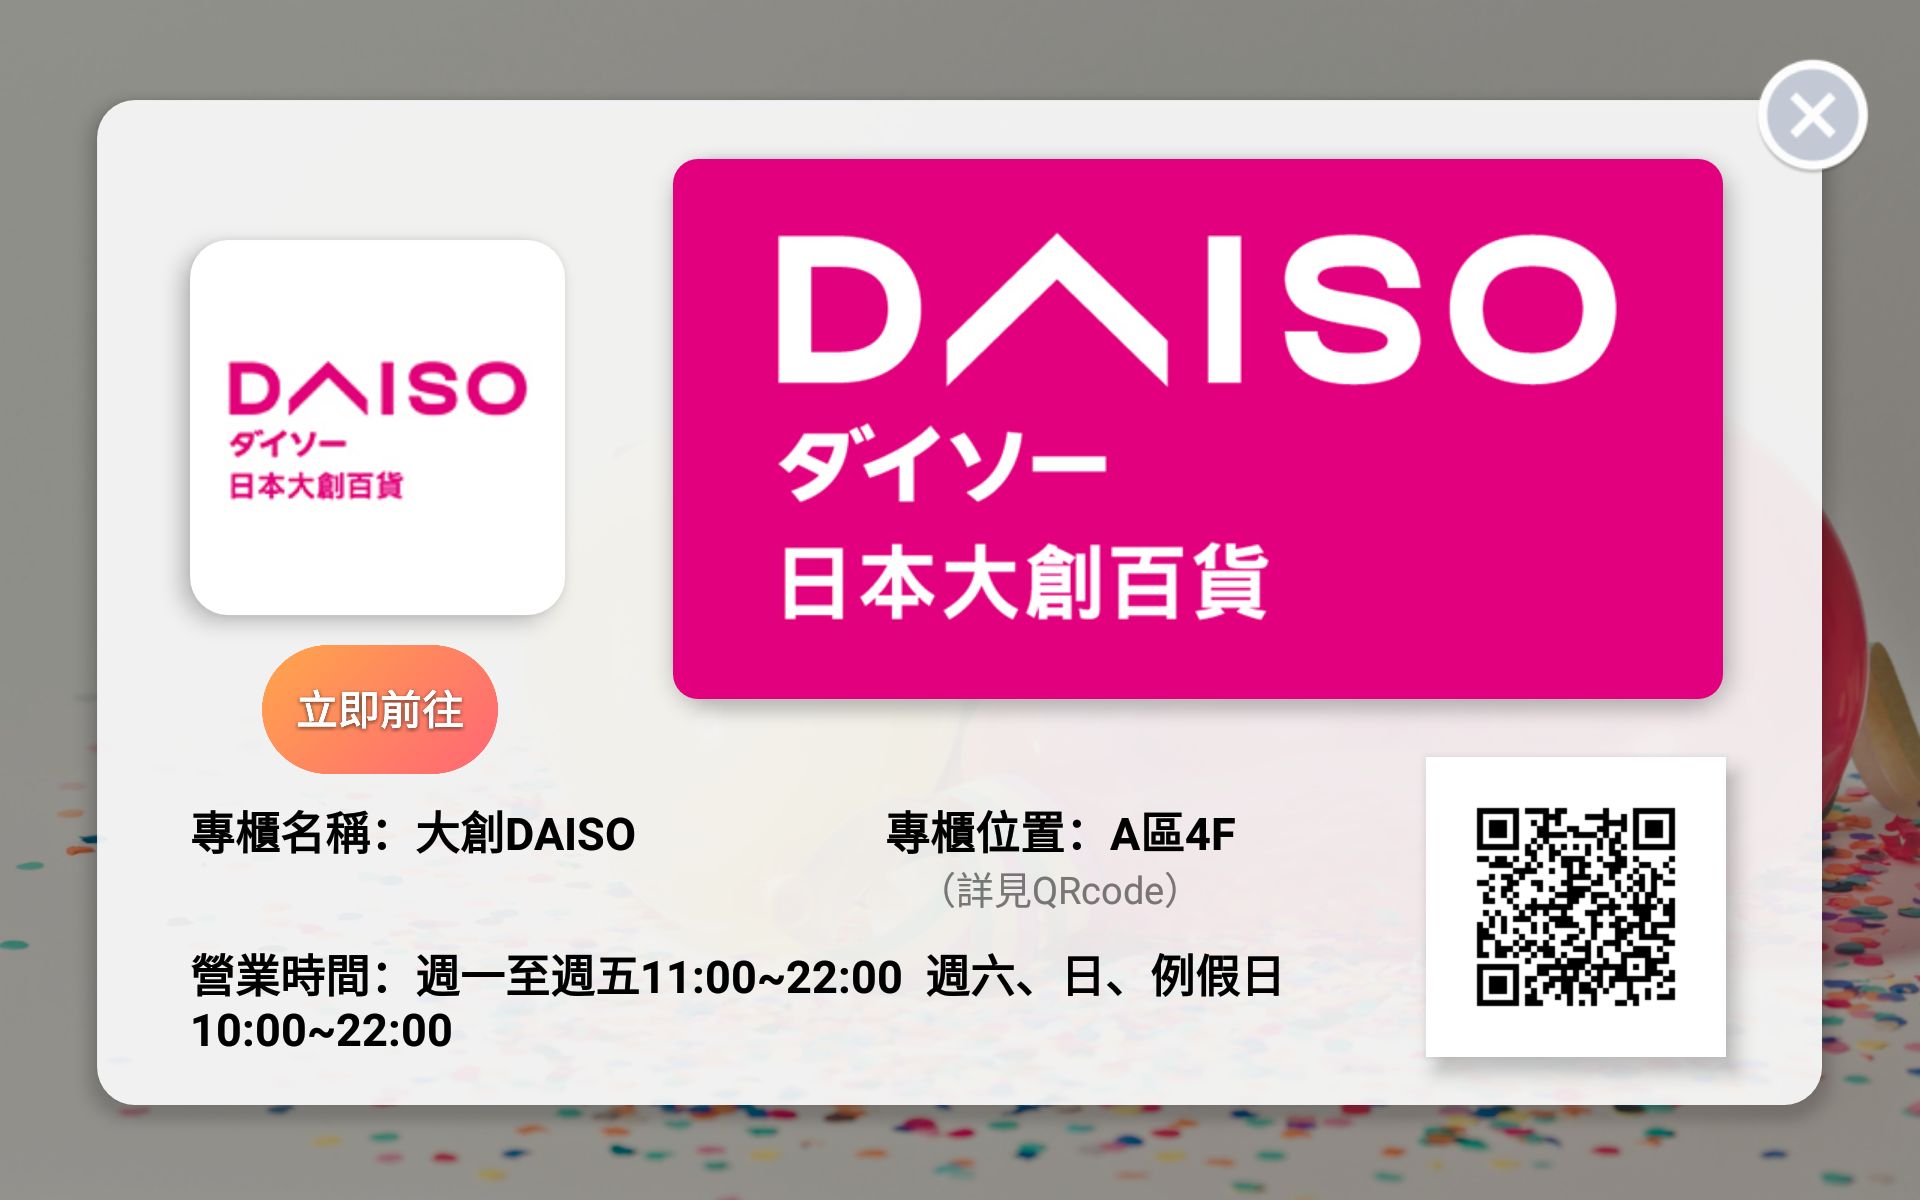 DAISO
ダイソー
日本大創百貨
DAISO
ダイソー
日本大創百貨
立即前往
專櫃名稱：大創DAISO
專櫃位置：A區4F
（詳見QRcode）
營業時間：週一至週五11:00~22:00 週六、日、例假日
10:00~22:00